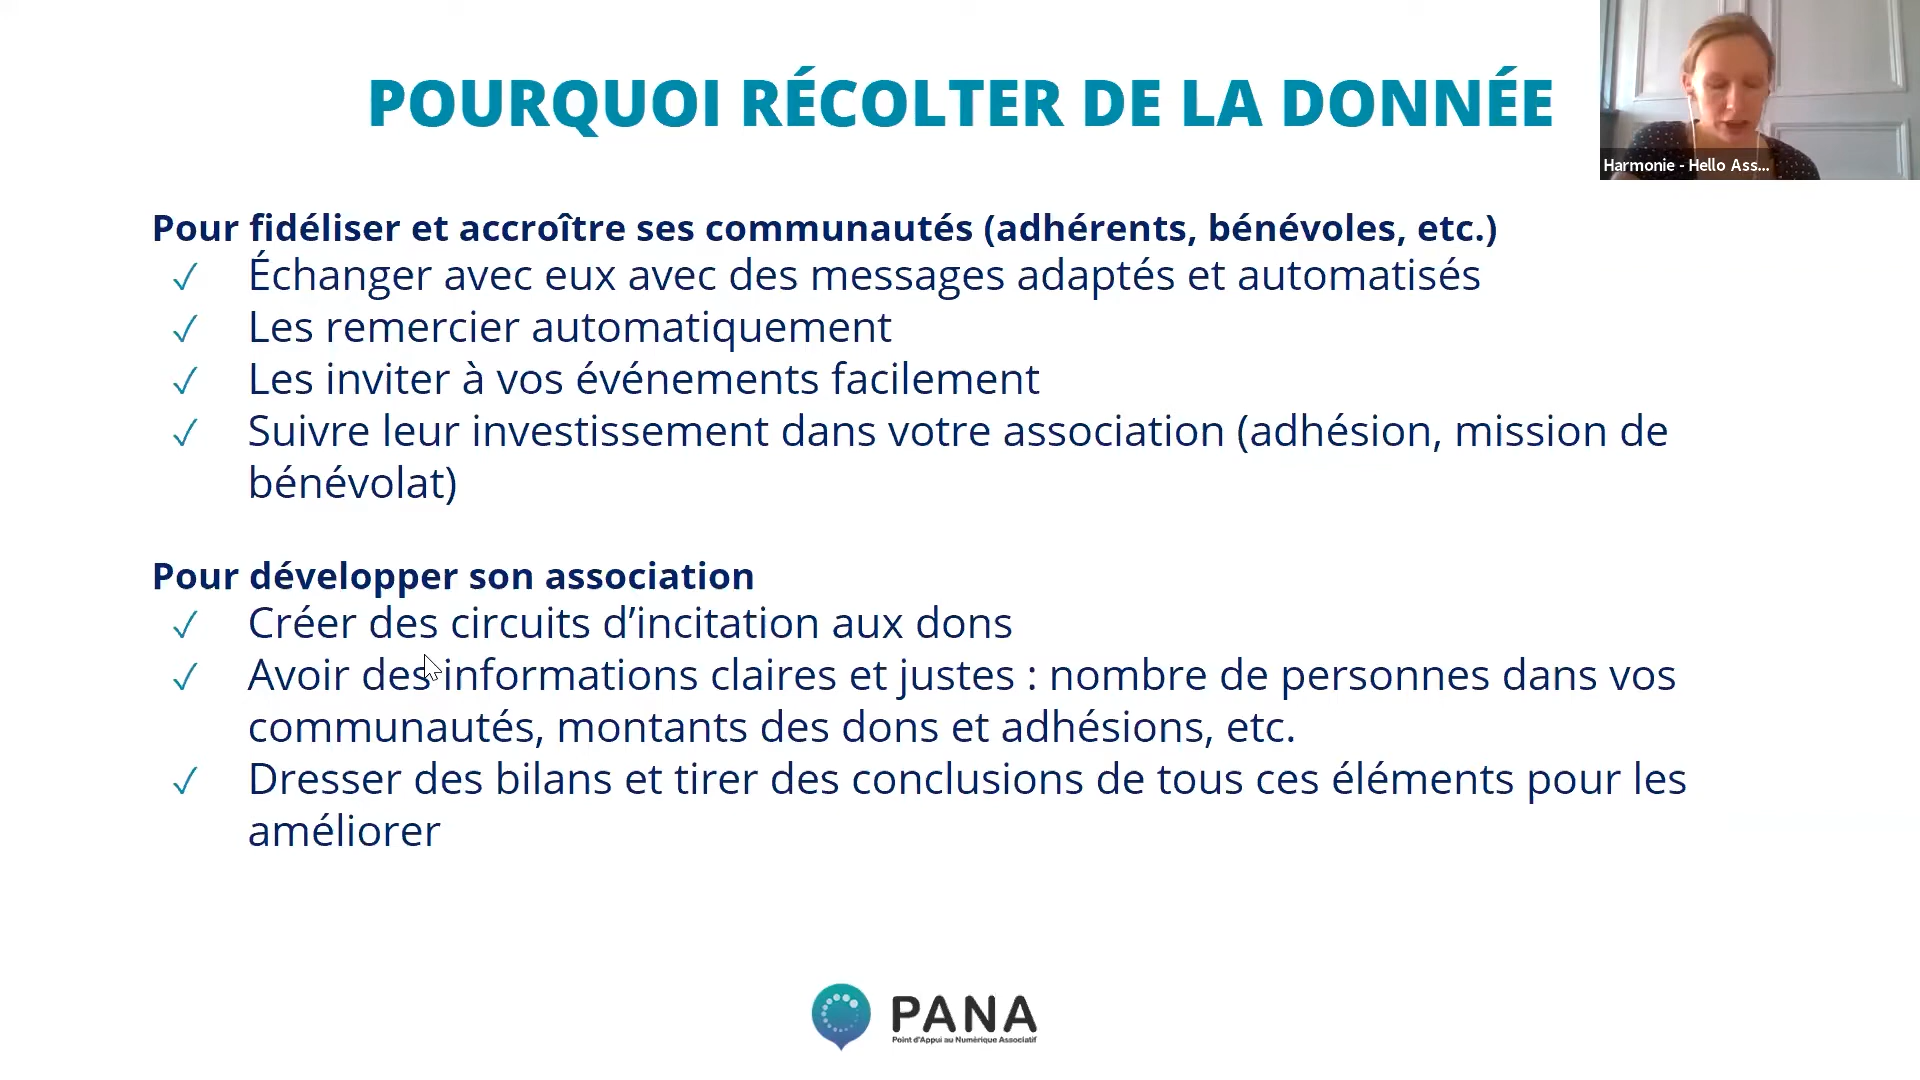 POURQUOI RÉCOLTER DE LA DONNÉE
Harmonie - Hello Ass...
Pour fidéliser et accroître ses communautés (adhérents, bénévoles, etc.)
✓ Échanger avec eux avec des messages adaptés et automatisés
✓ Les remercier automatiquement
✓ Les inviter à vos événements facilement
✓ Suivre leur investissement dans votre association (adhésion, mission de
bénévolat)
Pour développer son association
✓ Créer des circuits d’incitation aux dons
✓ Avoir des informations claires et justes : nombre de personnes dans vos
communautés, montants des dons et adhésions, etc.
✓ Dresser des bilans et tirer des conclusions de tous ces éléments pour les
améliorer
PANA
Point d'Appui au Numérique Associatif